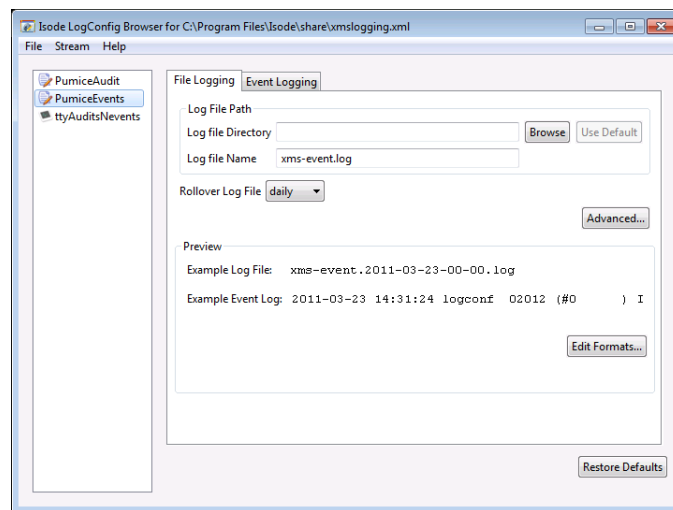 Isode LogConfig Browser for C:\Program Files\Isode\share\xmslogging.xml
File Stream Help
PumiceAudit
PumiceEvents
ttyAuditsNevents
File Logging Event Logging
Log File Path
Log file Directory Browse Use Default
Log file Name xms-event.log
Rollover Log File daily
Advanced...
Preview
Example Log File: xms-event.2011-03-23-00-00.log
Example Event Log: 2011-03-23 14:31:24 logconf 02012 (#0 ) I
Edit Formats...
Restore Defaults